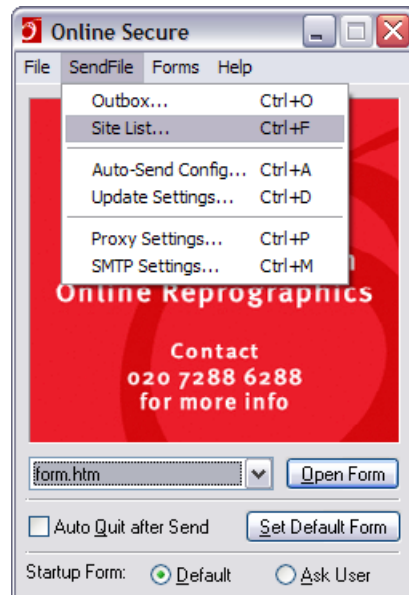 Online Secure
File SendFile Forms Help
Outbox... Ctrl+O
Site List... Ctrl+F
Auto-Send Config... Ctrl+A
Update Settings... Ctrl+D
Proxy Settings... Ctrl+P
SMTP Settings... Ctrl+M
Online Reprographics
Contact
020 7288 6288
for more info
form.htm Open Form
Auto Quit after Send Set Default Form
Startup Form: Default Ask User